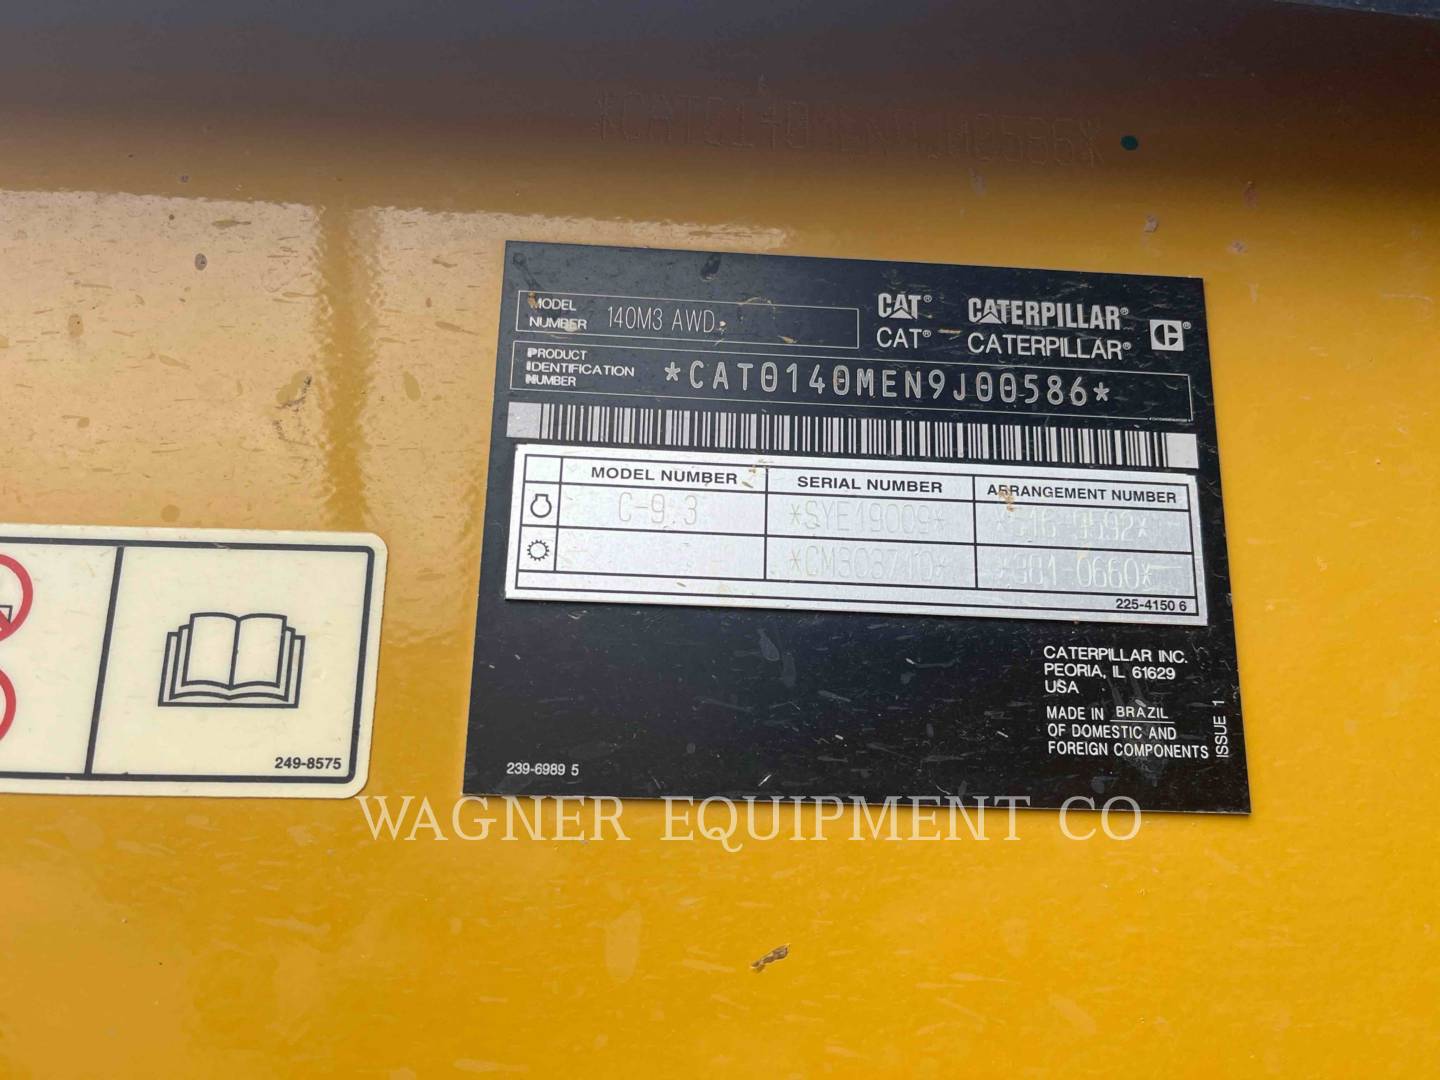 MODEL NUMBER 140M3 AWD
CAT® CATERPILLAR®
CAT® CATERPILLAR® C®
PRODUCT IDENTIFICATION NUMBER *CAT0140MEN9J00586*
MODEL NUMBER SERIAL NUMBER ARRANGEMENT NUMBER
C-9.3 *SYE19009*
225-4150 6
CATERPILLAR INC.
PEORIA, IL 61629
USA
MADE IN BRAZIL
OF DOMESTIC AND
FOREIGN COMPONENTS
ISSUE 1
239-6989 5
249-8575
WAGNER EQUIPMENT CO